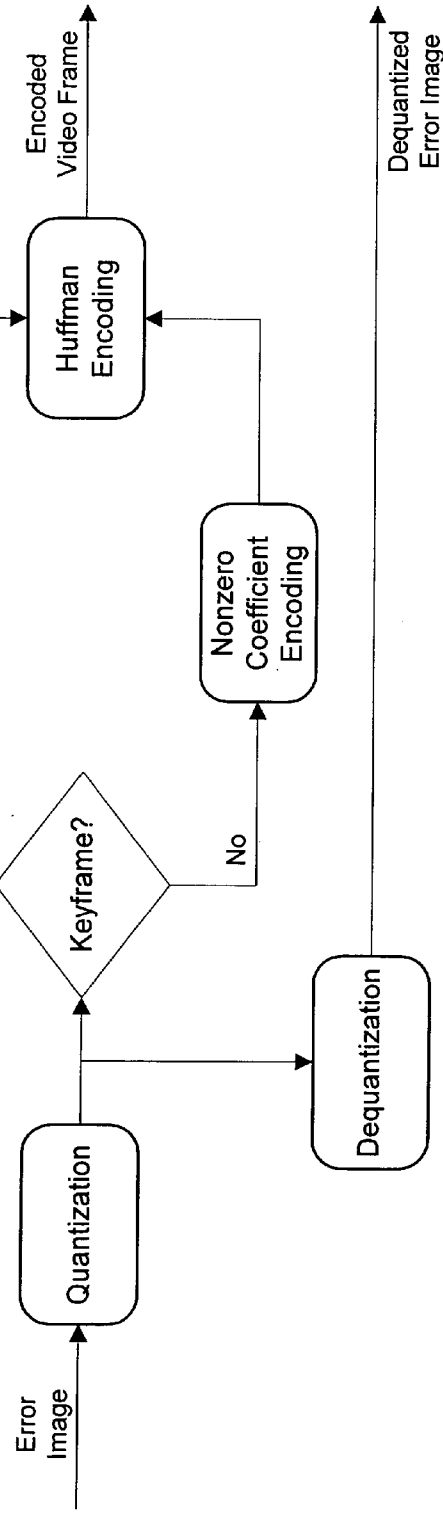 Error
Image
Quantization
Keyframe?
No
Nonzero
Coefficient
Encoding
Huffman
Encoding
Encoded
Video Frame
Dequantization
Dequantized
Error Image